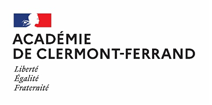 ACADÉMIE
DE CLERMONT-FERRAND
Liberté
Égalité
Fraternité